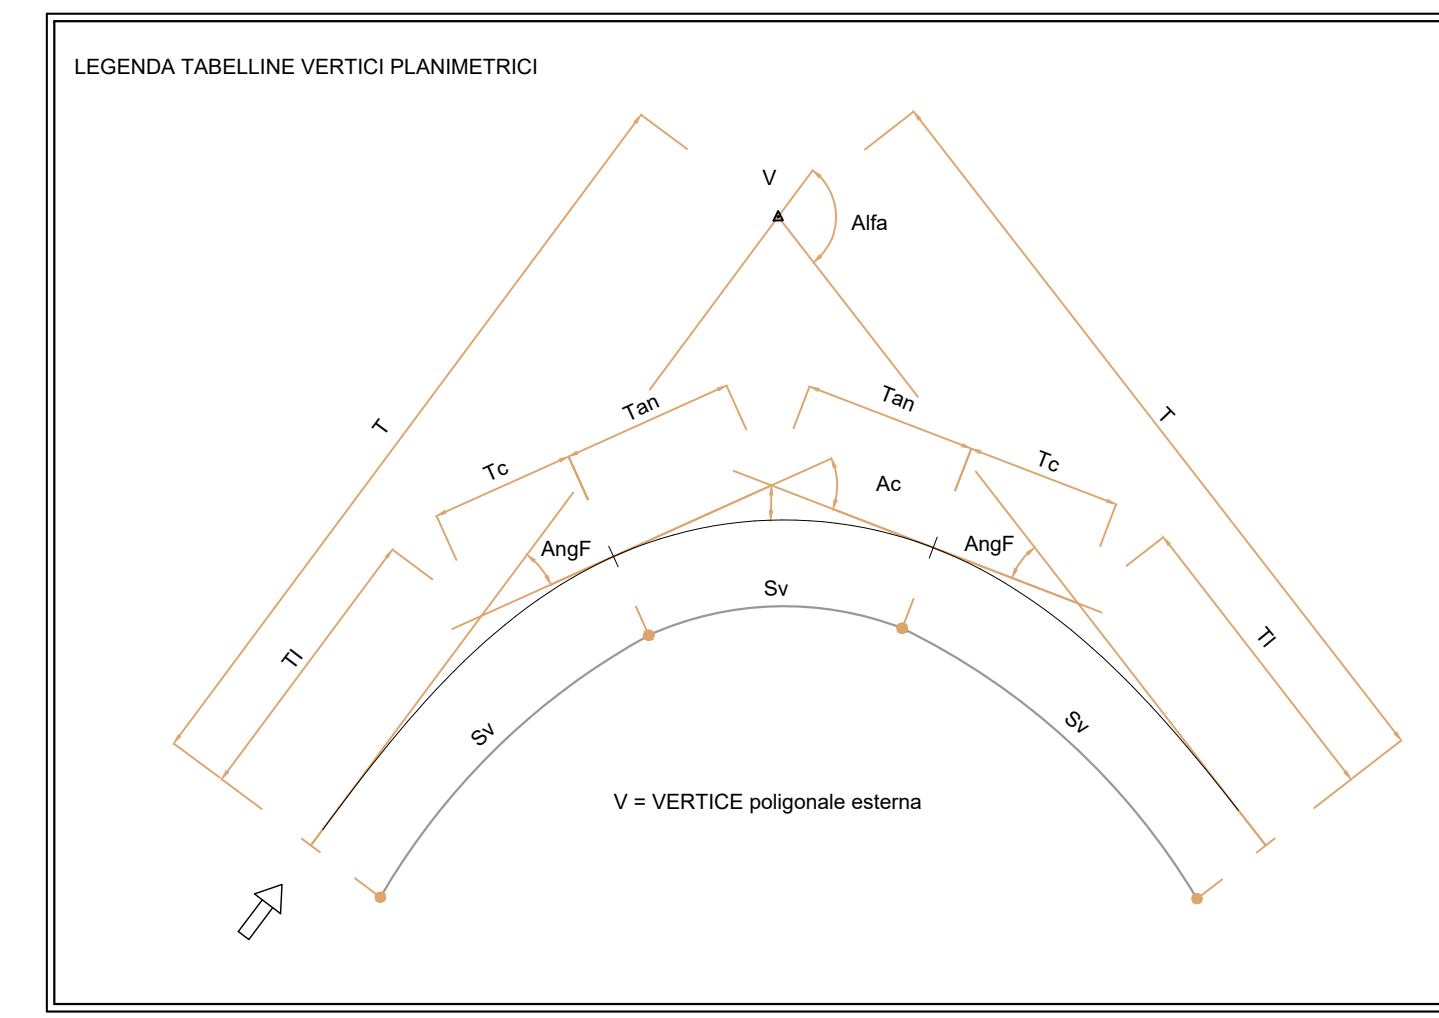 LEGENDA TABELLINE VERTICI PLANIMETRICI
V
Alfa
T
T
Tan
Tan
Tc
Tc
Ac
AngF
AngF
Sv
Tl
Tl
Sv
Sv
V = VERTICE poligonale esterna